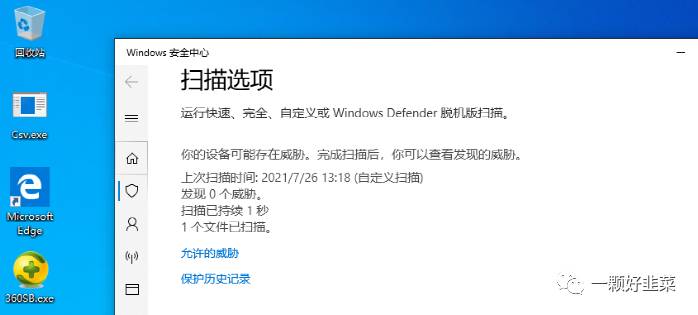 回收站
Csv.exe
Microsoft
Edge
360SB.exe
Windows 安全中心
扫描选项
运行快速、完全、自定义或 Windows Defender 脱机版扫描。
你的设备可能存在威胁。完成扫描后，你可以查看发现的威胁。
上次扫描时间: 2021/7/26 13:18 (自定义扫描)
发现 0 个威胁。
扫描已持续 1 秒
1 个文件已扫描。
允许的威胁
保护历史记录
一颗好韭菜